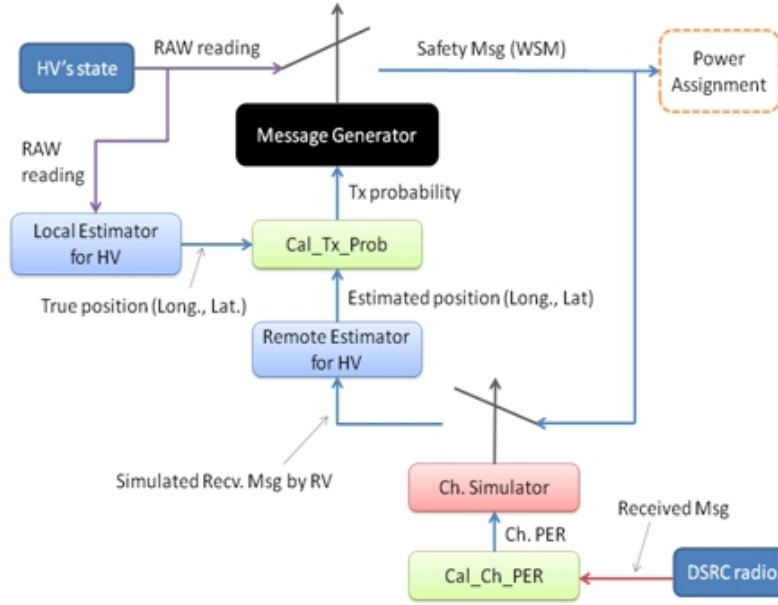 RAW reading
Safety Msg (WSM)
HV's state
Power
Assignment
Message Generator
RAW
reading
Tx probability
Local Estimator
for HV
Cal_Tx_Prob
True position (Long., Lat.)
Estimated position (Long., Lat)
Remote Estimator
for HV
Simulated Recv. Msg by RV
Ch. Simulator
Received Msg
Ch. PER
Cal_Ch_PER
DSRC radio